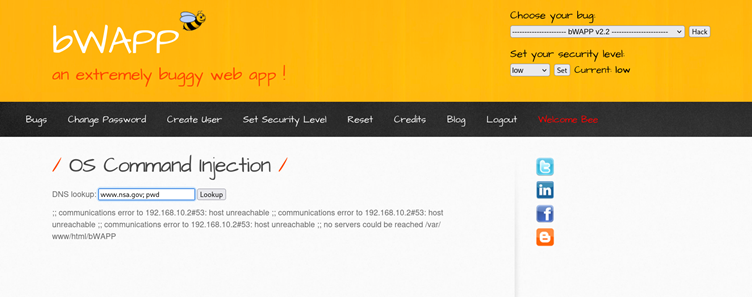 bWAPP
an extremely buggy web app !
Choose your bug:
---------------------- bWAPP v2.2 ----------------------- Hack
Set your security level:
low Set Current: low
Bugs Change Password Create User Set Security Level Reset Credits Blog Logout Welcome Bee
/ OS Command Injection /
DNS lookup: www.nsa.gov; pwd Lookup
;; communications error to 192.168.10.2#53: host unreachable ;; communications error to 192.168.10.2#53: host
unreachable ;; communications error to 192.168.10.2#53: host unreachable ;; no servers could be reached /var/
www/html/bWAPP